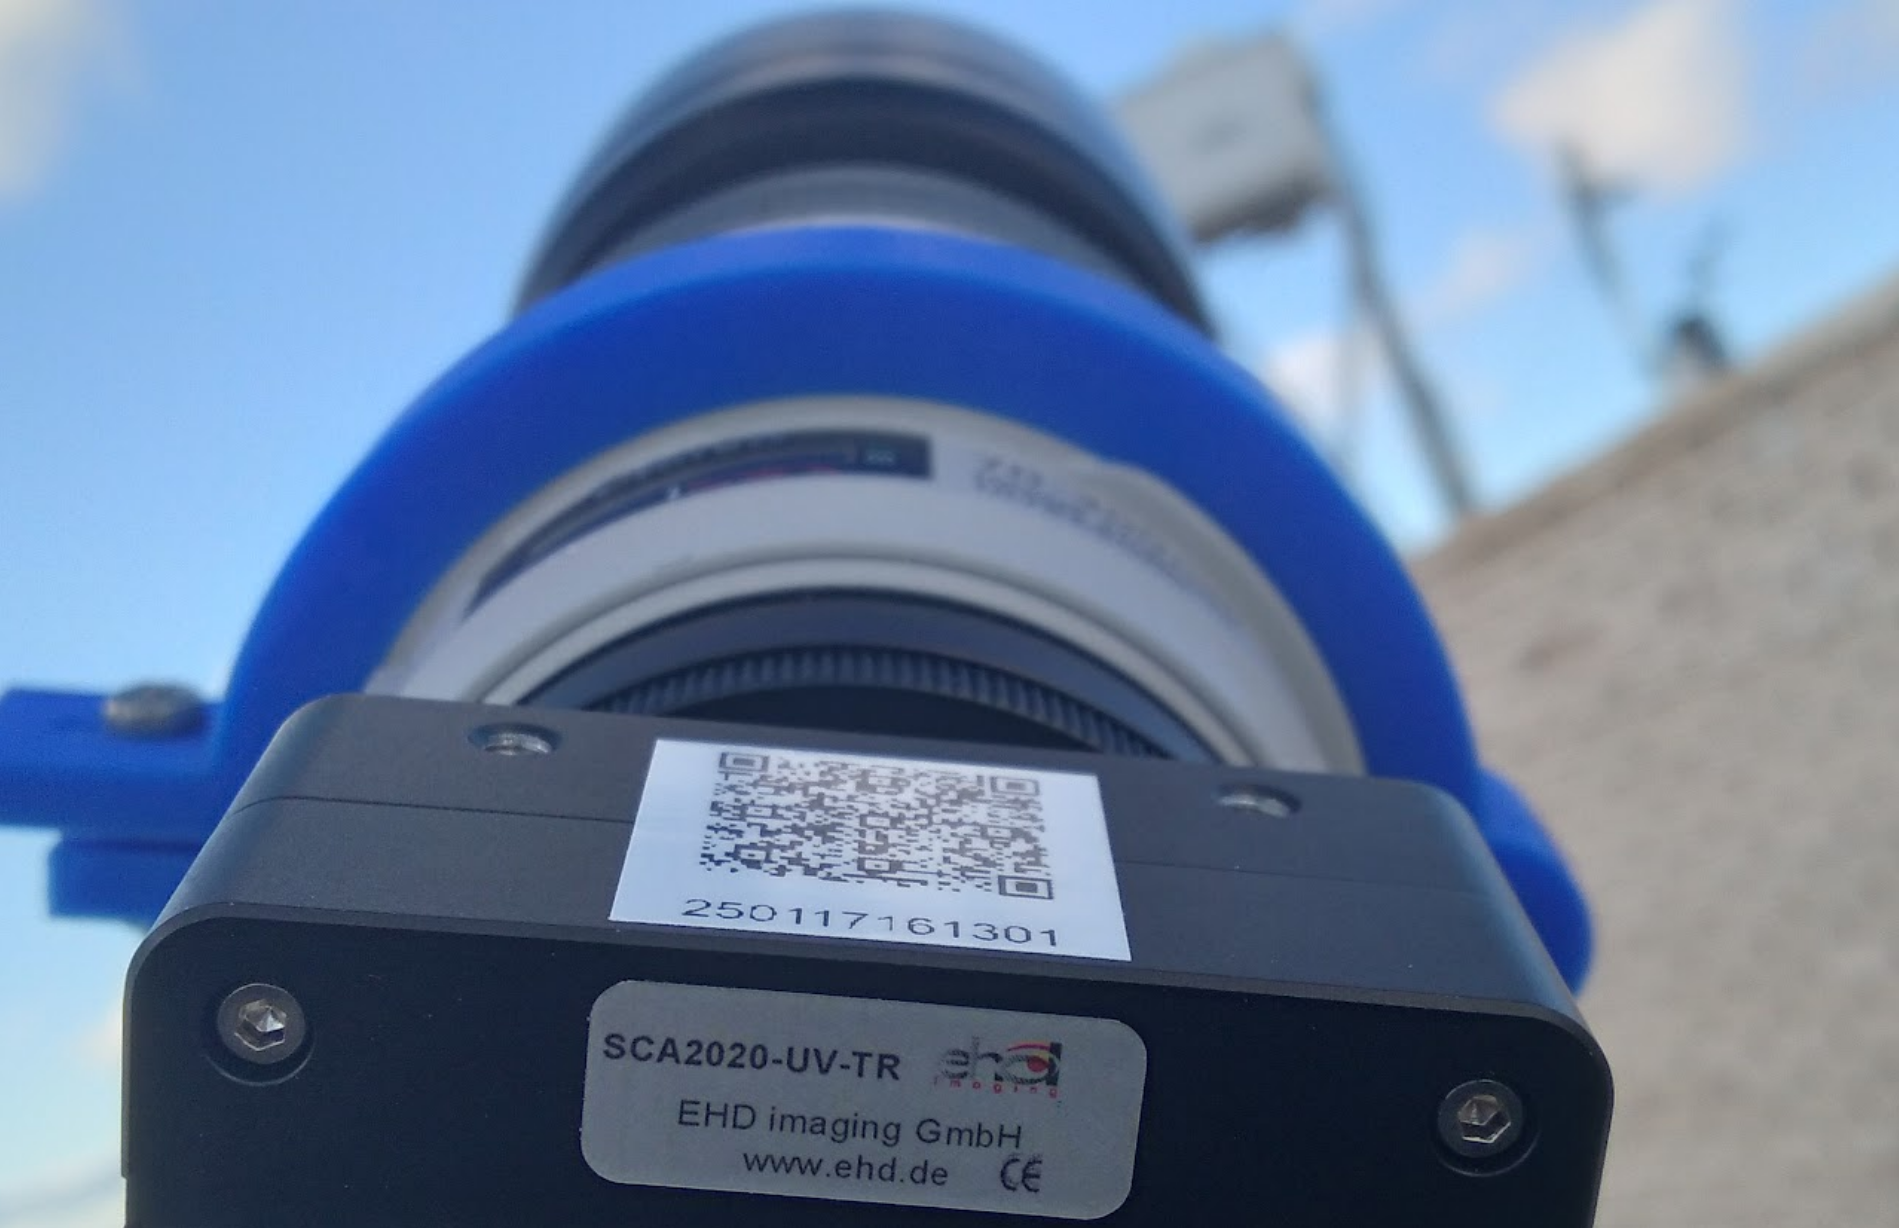 250117161301
SCA2020-UV-TR ehd
imaging
EHD imaging GmbH
www.ehd.de CE